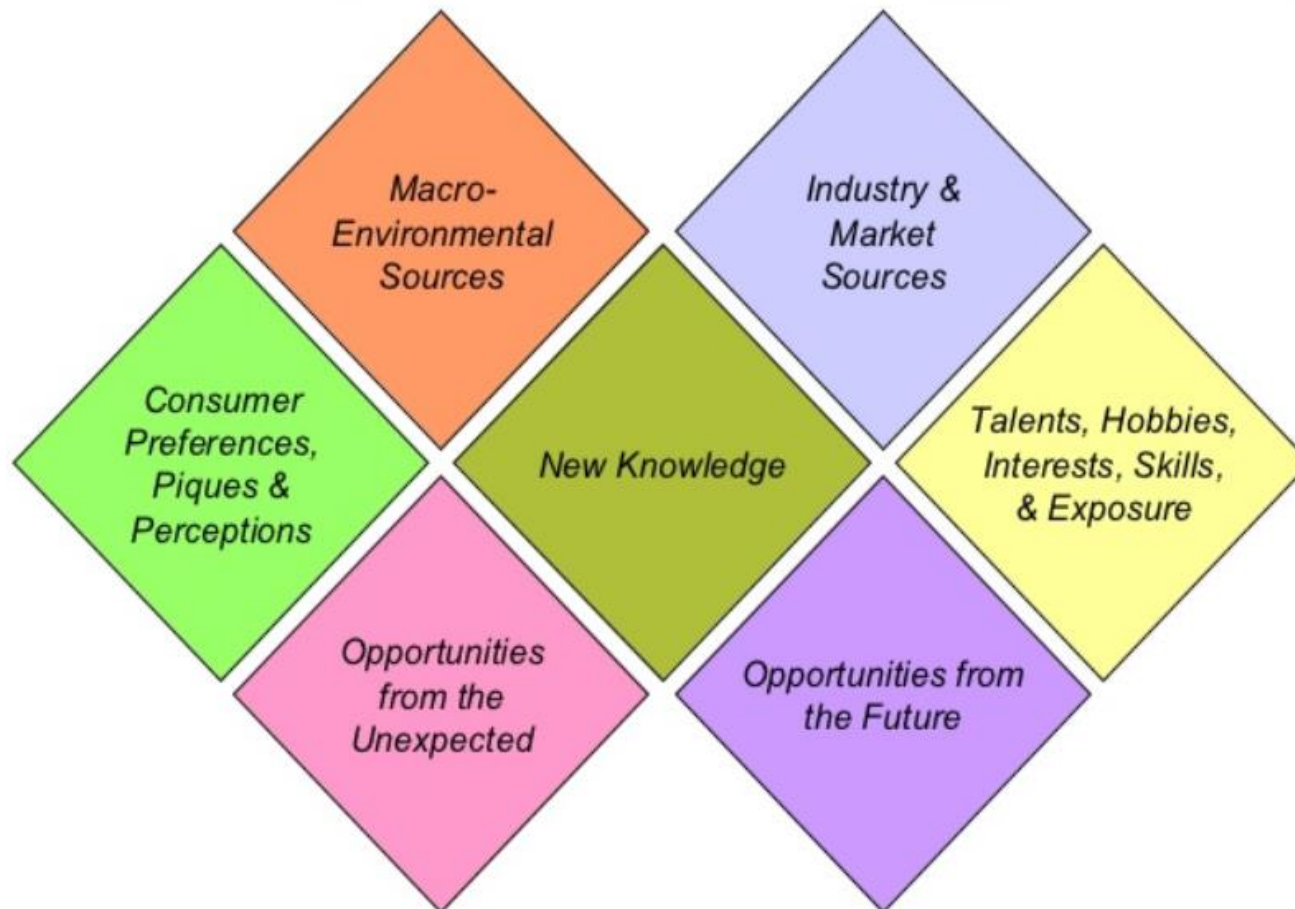 Macro-
Environmental
Sources
Industry &
Market
Sources
Consumer
Preferences,
Piques &
Perceptions
New Knowledge
Talents, Hobbies,
Interests, Skills,
& Exposure
Opportunities
from the
Unexpected
Opportunities from
the Future